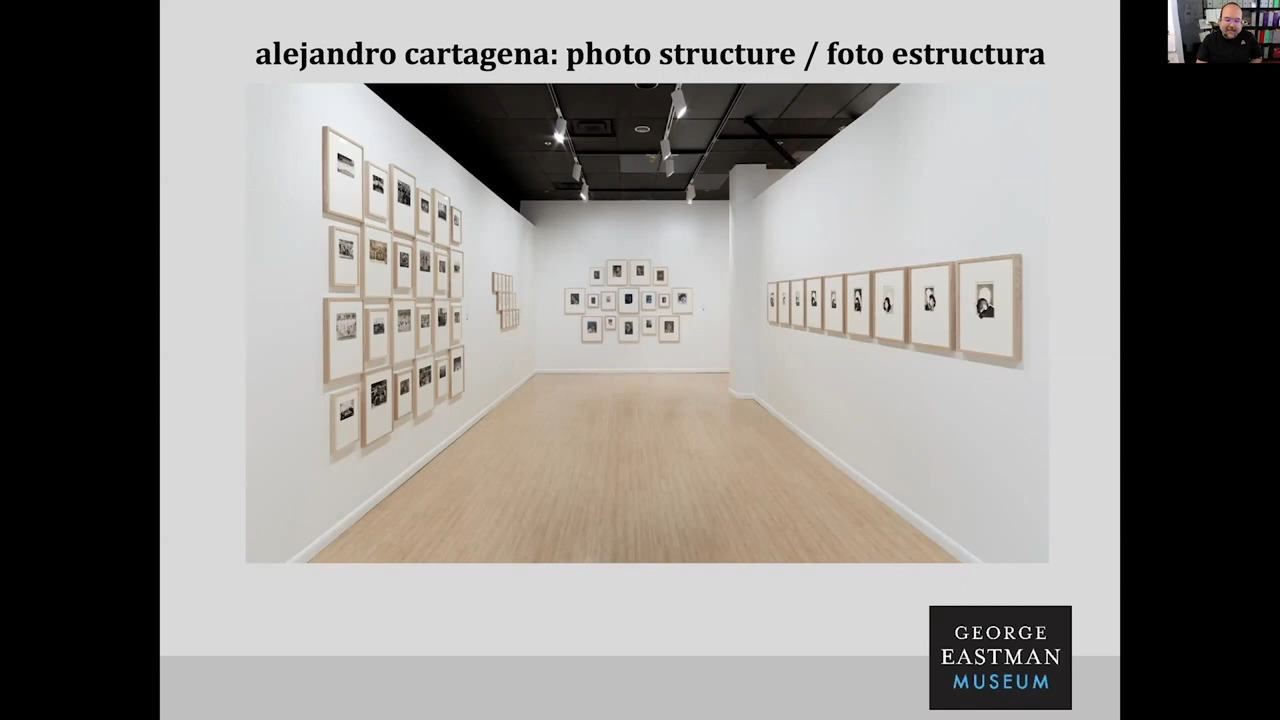 alejandro cartagena: photo structure / foto estructura
GEORGE
EASTMAN
MUSEUM